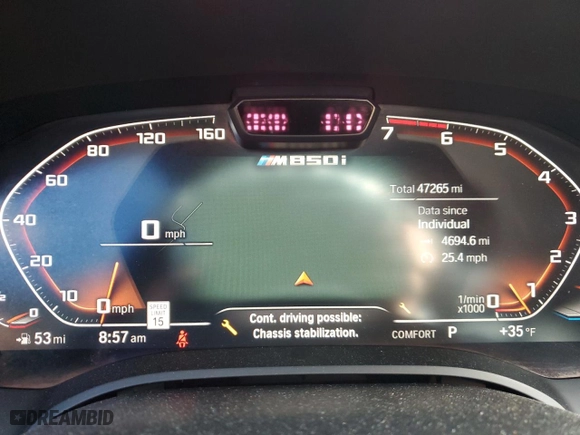 160
120
80
60
40
20
10
0 mph
0 mph
SPEED LIMIT 15
M850i
7
6
5
4
3
2
1
0
1/min
x1000
Total 47265 mi
Data since
Individual
4694.6 mi
25.4 mph
Cont. driving possible:
Chassis stabilization.
53 mi
8:57 am
COMFORT P
+35°F
DREAMBID